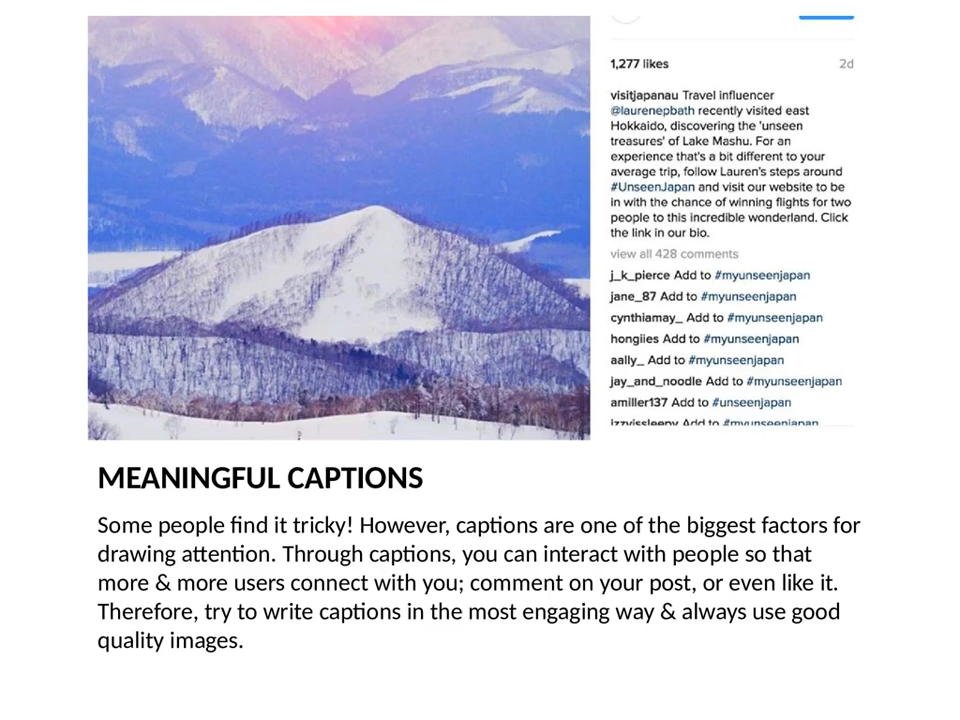 1,277 likes 2d
visitjapanau Travel influencer
@laurenepbath recently visited east
Hokkaido, discovering the 'unseen
treasures' of Lake Mashu. For an
experience that's a bit different to your
average trip, follow Lauren's steps around
#UnseenJapan and visit our website to be
in with the chance of winning flights for two
people to this incredible wonderland. Click
the link in our bio.
view all 428 comments
j_k_pierce Add to #myunseenjapan
jane_87 Add to #myunseenjapan
cynthiamay_ Add to #myunseenjapan
hongiies Add to #myunseenjapan
aally_ Add to #myunseenjapan
jay_and_noodle Add to #myunseenjapan
amiller137 Add to #unseenjapan
izzyissleepy Add to #myunseenjapan
MEANINGFUL CAPTIONS
Some people find it tricky! However, captions are one of the biggest factors for
drawing attention. Through captions, you can interact with people so that
more & more users connect with you; comment on your post, or even like it.
Therefore, try to write captions in the most engaging way & always use good
quality images.